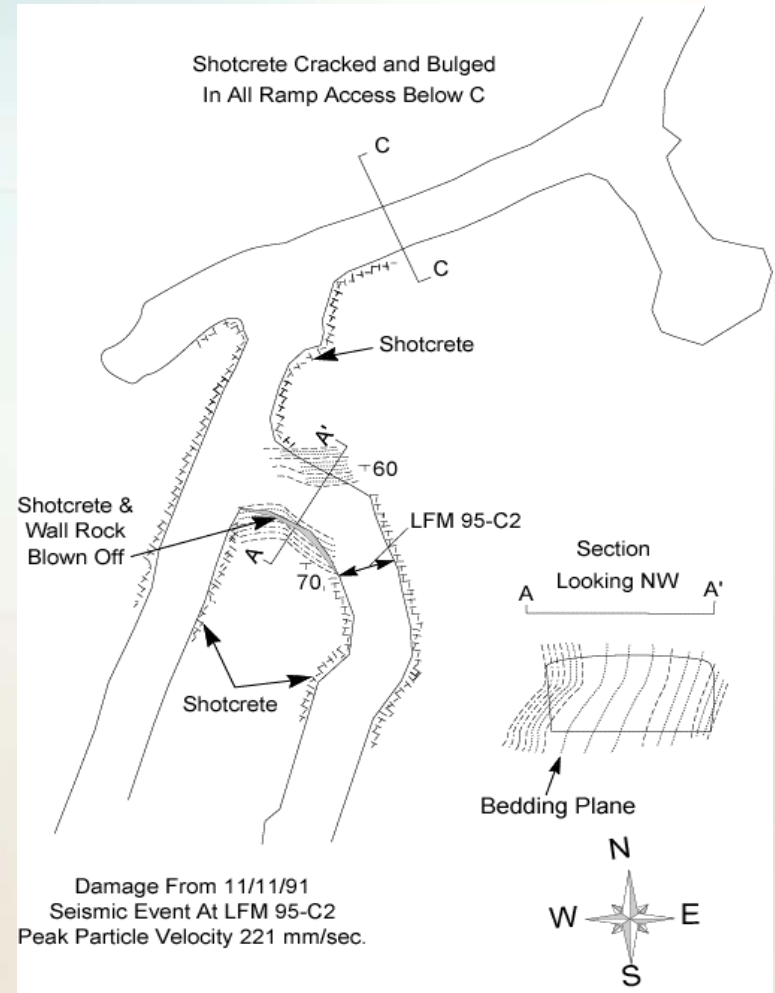 Shotcrete Cracked and Bulged
In All Ramp Access Below C
C
C
Shotcrete
A'
60
Shotcrete &
Wall Rock
Blown Off
A
70
LFM 95-C2
Section
Looking NW
A
A'
Shotcrete
Bedding Plane
N
W
E
S
Damage From 11/11/91
Seismic Event At LFM 95-C2
Peak Particle Velocity 221 mm/sec.